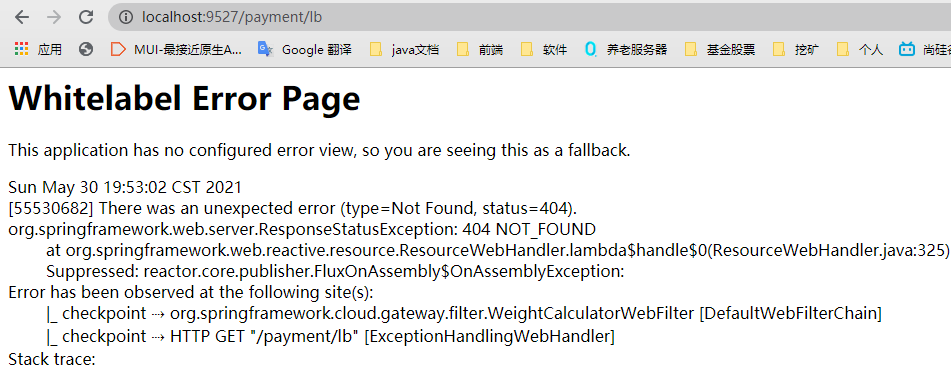 localhost:9527/payment/lb
应用 MUI-最接近原生A... Google 翻译 java文档 前端 软件 养老服务器 基金股票 挖矿 个人 尚硅
Whitelabel Error Page
This application has no configured error view, so you are seeing this as a fallback.
Sun May 30 19:53:02 CST 2021
[55530682] There was an unexpected error (type=Not Found, status=404).
org.springframework.web.server.ResponseStatusException: 404 NOT_FOUND
at org.springframework.web.reactive.resource.ResourceWebHandler.lambda$handle$0(ResourceWebHandler.java:325)
Suppressed: reactor.core.publisher.FluxOnAssembly$OnAssemblyException:
Error has been observed at the following site(s):
|_ checkpoint ⇢ org.springframework.cloud.gateway.filter.WeightCalculatorWebFilter [DefaultWebFilterChain]
|_ checkpoint ⇢ HTTP GET "/payment/lb" [ExceptionHandlingWebHandler]
Stack trace: